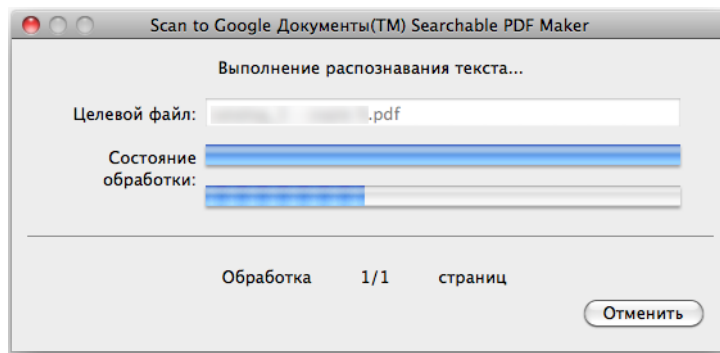 Scan to Google Документы(TM) Searchable PDF Maker
Выполнение распознавания текста...
Целевой файл: .pdf
Состояние
обработки:
Обработка 1/1 страниц
Отменить